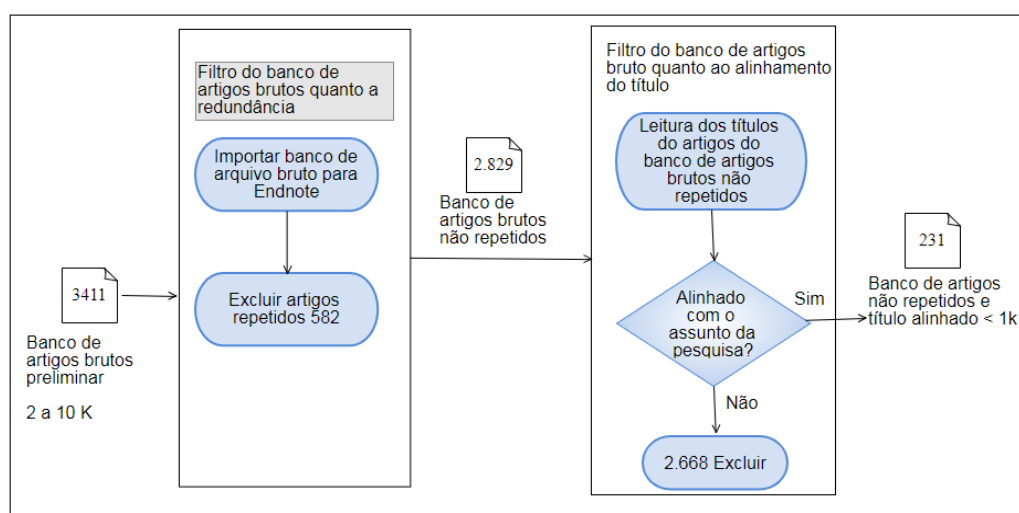 Filtro do banco de
artigos brutos quanto a
redundância
Importar banco de
arquivo bruto para
Endnote
Excluir artigos
repetidos 582
3411
Banco de
artigos brutos
preliminar
2 a 10 K
2.829
Banco de
artigos brutos
não repetidos
Filtro do banco de artigos
bruto quanto ao alinhamento
do título
Leitura dos títulos
do artigos do
banco de artigos
brutos não
repetidos
Alinhado
com o
assunto da
pesquisa?
Sim
Não
2.668 Excluir
231
Banco de artigos
não repetidos e
título alinhado < 1k